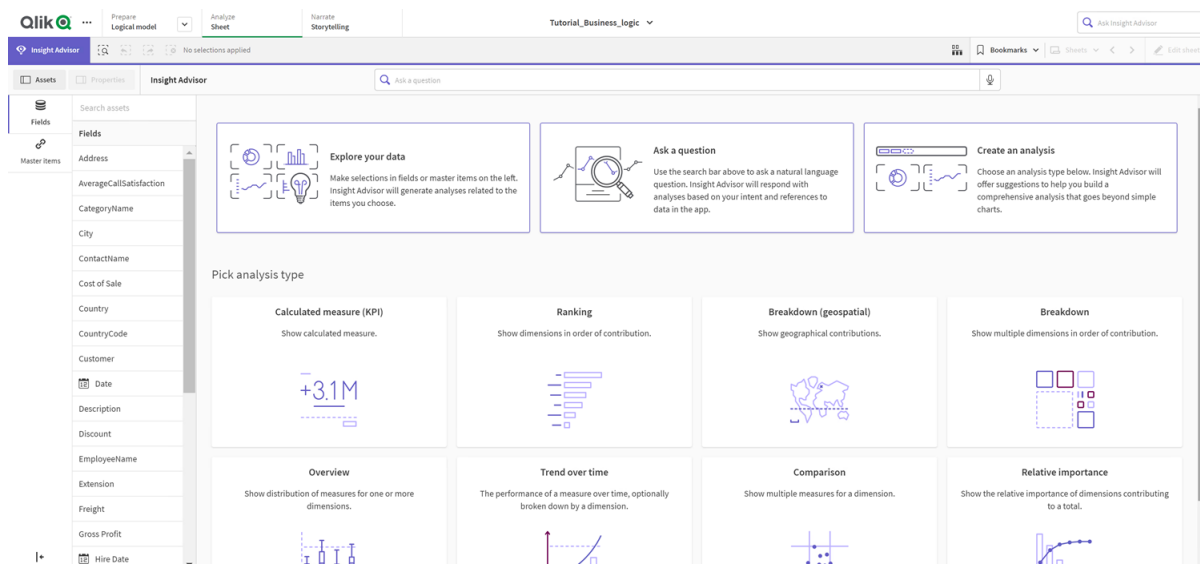 Qlik
Prepare
Logical model
Analyze
Sheet
Narrate
Storytelling
Tutorial_Business_logic
Ask Insight Advisor
Insight Advisor
No selections applied
Bookmarks
Sheets
Edit sheet
Assets
Properties
Insight Advisor
Ask a question
Fields
Master items
Search assets
Fields
Address
AverageCallSatisfaction
CategoryName
City
ContactName
Cost of Sale
Country
CountryCode
Customer
Date
Description
Discount
EmployeeName
Extension
Freight
Gross Profit
Hire Date
Explore your data
Make selections in fields or master items on the left.
Insight Advisor will generate analyses related to the
items you choose.
Ask a question
Use the search bar above to ask a natural language
question. Insight Advisor will respond with
analyses based on your intent and references to
data in the app.
Create an analysis
Choose an analysis type below. Insight Advisor will
offer suggestions to help you build a
comprehensive analysis that goes beyond simple
charts.
Pick analysis type
Calculated measure (KPI)
Show calculated measure.
+3.1M
Ranking
Show dimensions in order of contribution.
Breakdown (geospatial)
Show geographical contributions.
Breakdown
Show multiple dimensions in order of contribution.
Overview
Show distribution of measures for one or more
dimensions.
Trend over time
The performance of a measure over time, optionally
broken down by a dimension.
Comparison
Show multiple measures for a dimension.
Relative importance
Show the relative importance of dimensions contributing
to a total.